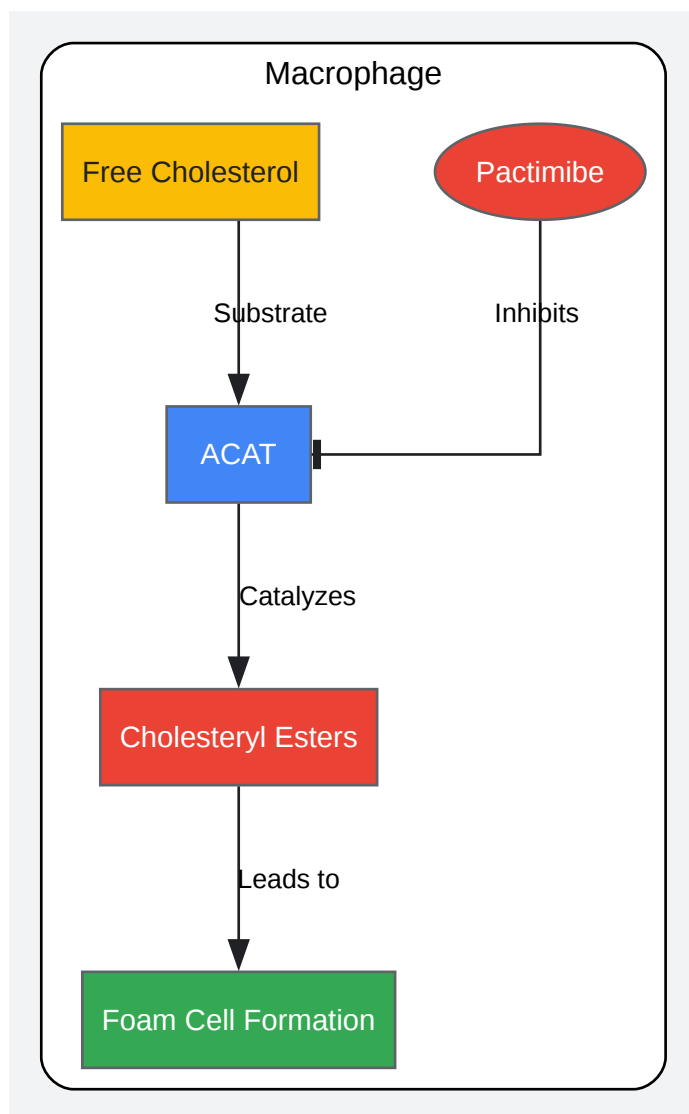 Macrophage
Free Cholesterol
Pactimibe
Substrate
Inhibits
ACAT
Catalyzes
Cholesteryl Esters
Leads to
Foam Cell Formation